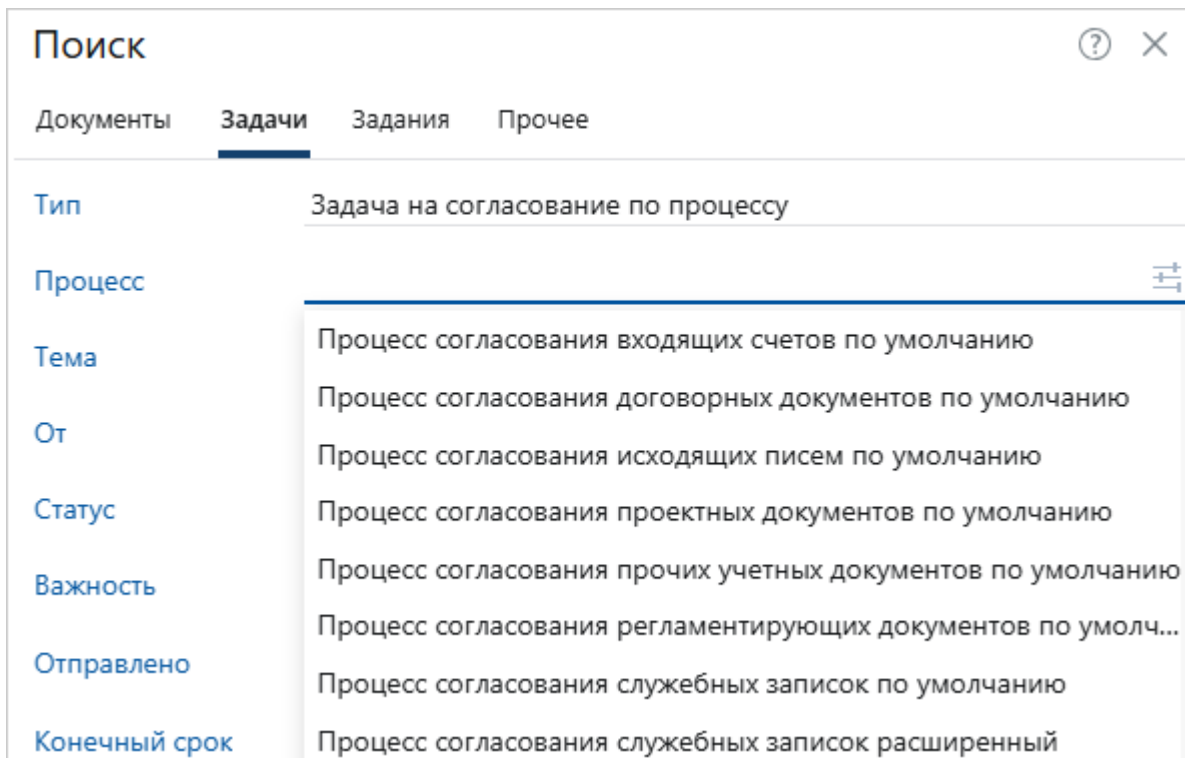 Поиск
Документы Задачи Задания Прочее
Тип Задача на согласование по процессу
Процесс
Процесс согласования входящих счетов по умолчанию
Тема
Процесс согласования договорных документов по умолчанию
От
Процесс согласования исходящих писем по умолчанию
Статус Процесс согласования проектных документов по умолчанию
Важность Процесс согласования прочих учетных документов по умолчанию
Процесс согласования регламентирующих документов по умолч...
Отправлено
Процесс согласования служебных записок по умолчанию
Конечный срок Процесс согласования служебных записок расширенный